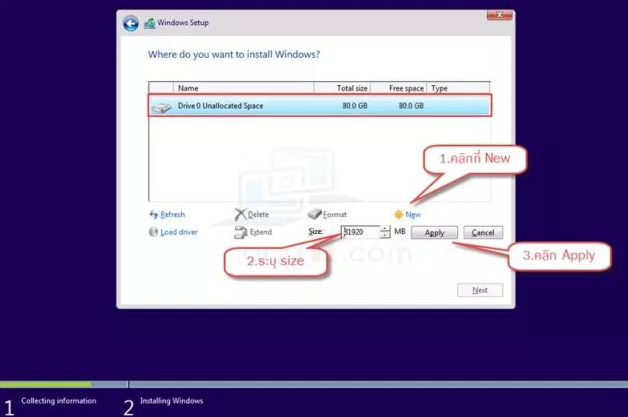 Windows Setup
Where do you want to install Windows?
Name Total size Free space Type
Drive 0 Unallocated Space 80.0 GB 80.0 GB
1.คลิกที่ New
Refresh Delete Format New
Load driver Extend Size: 81920 MB Apply Cancel
2.ระบุ size
3.คลิก Apply
Next
1 Collecting information 2 Installing Windows